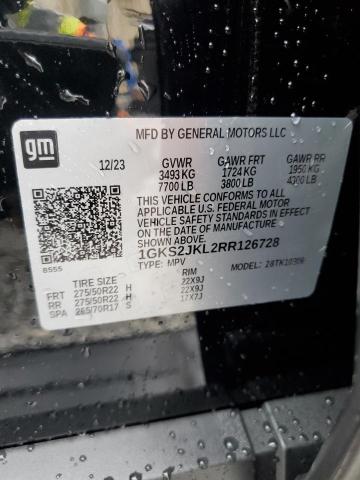 gm
MFD BY GENERAL MOTORS LLC
12/23 GVWR GAWR FRT GAWR RR
3493 KG 1724 KG 1950 KG
7700 LB 3800 LB 4300 LB
THIS VEHICLE CONFORMS TO ALL
APPLICABLE U.S. FEDERAL MOTOR
VEHICLE SAFETY STANDARDS IN
EFFECT ON THE DATE OF
MANUFACTURE SHOWN ABOVE.
1GKS2JKL2RR126728
8555
TYPE: MPV MODEL:
TIRE SIZE RIM
FRT 275/50R22 H 22X9J
RR 275/50R22 H 22X9J
SPA 265/70R17 S 17X7J